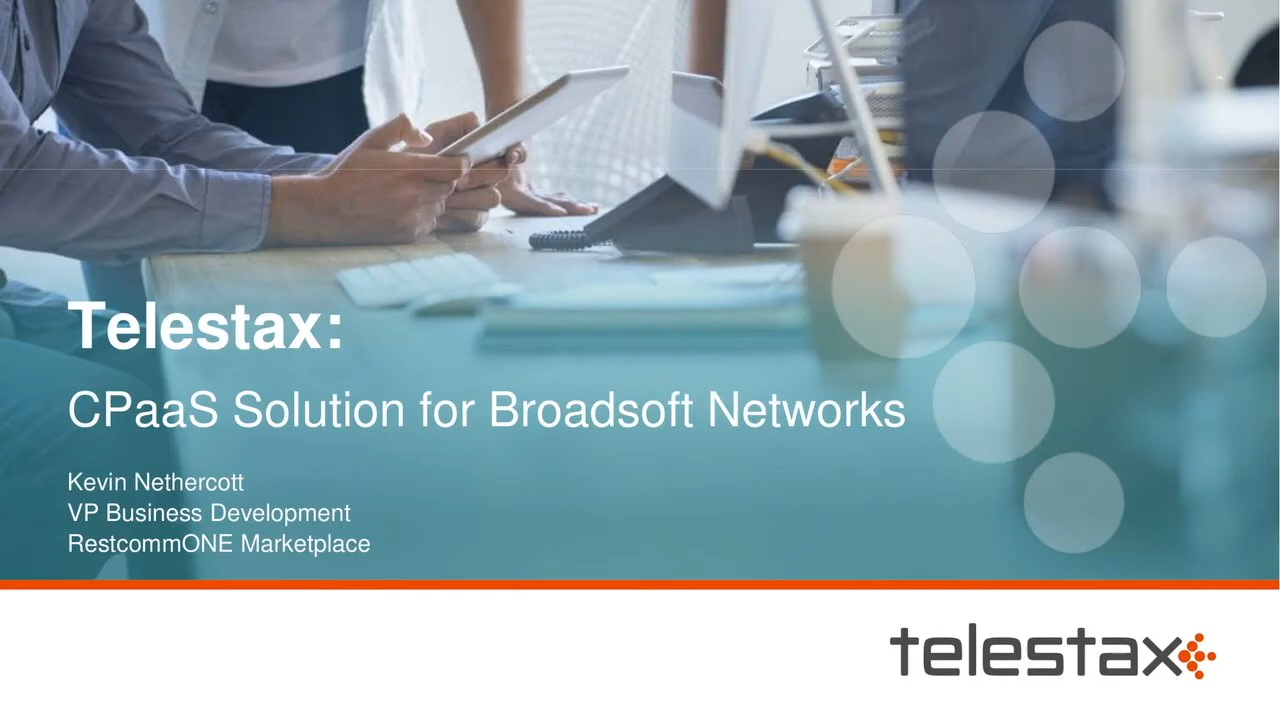 Telestax:
CPaaS Solution for Broadsoft Networks
Kevin Nethercott
VP Business Development
RestcommONE Marketplace
telestax